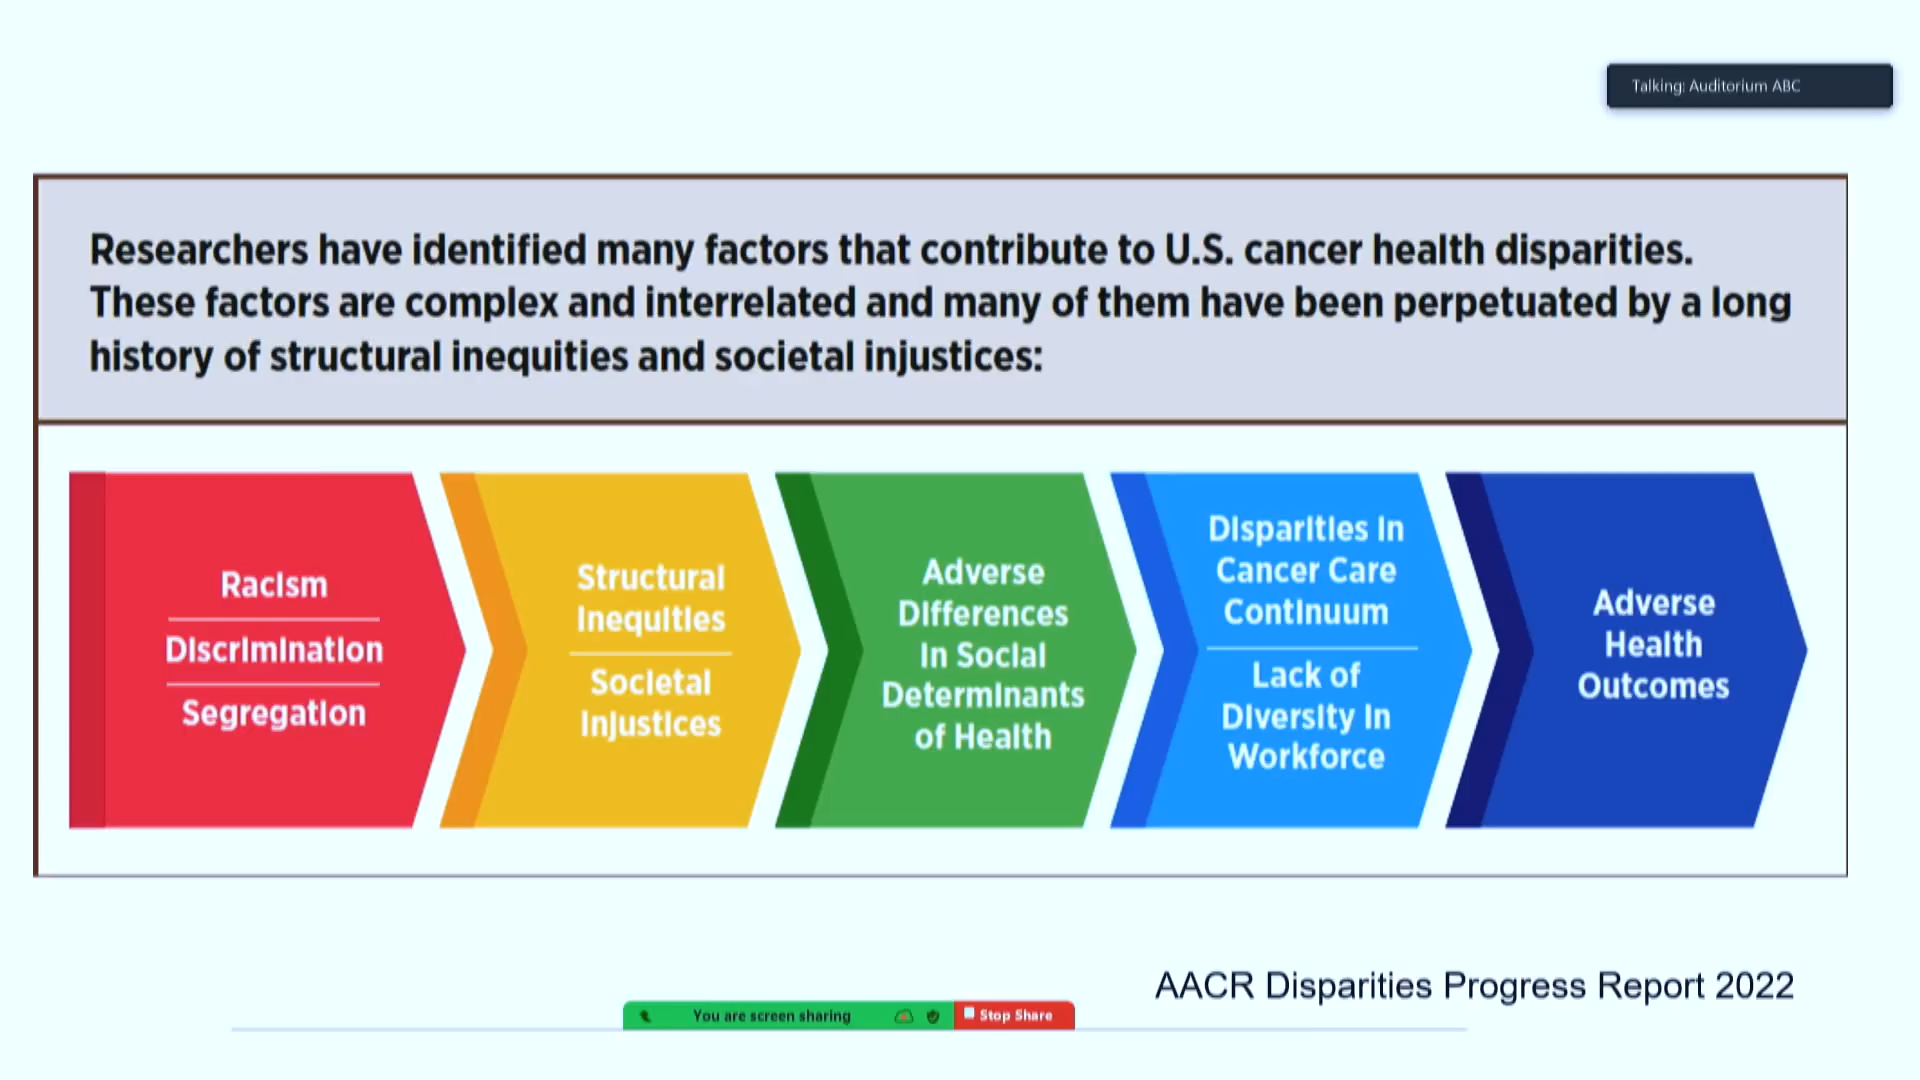 Talking: Auditorium ABC
Researchers have identified many factors that contribute to U.S. cancer health disparities.
These factors are complex and interrelated and many of them have been perpetuated by a long
history of structural inequities and societal injustices:
Racism
Discrimination
Segregation
Structural
Inequities
Societal
Injustices
Adverse
Differences
in Social
Determinants
of Health
Disparities in
Cancer Care
Continuum
Lack of
Diversity in
Workforce
Adverse
Health
Outcomes
AACR Disparities Progress Report 2022
You are screen sharing
Stop Share